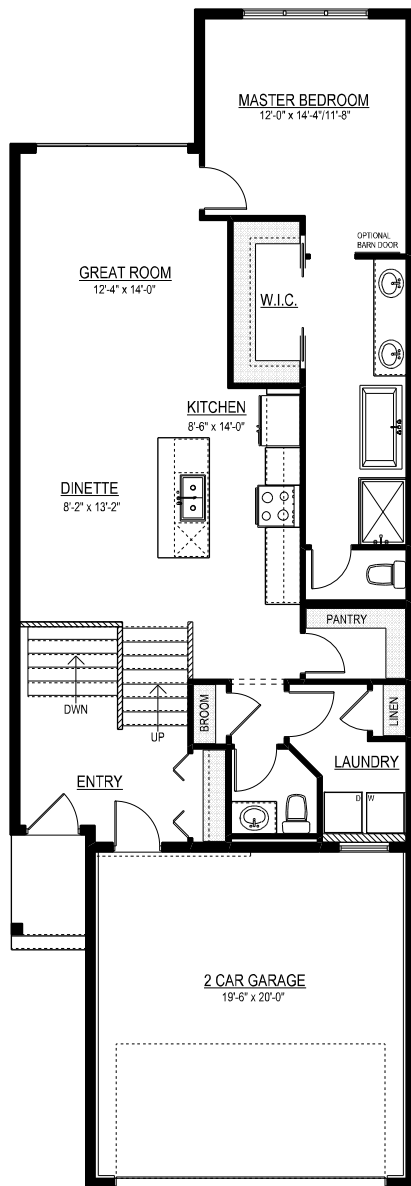 MASTER BEDROOM
12'-0" x 14'-4"/11'-8"
OPTIONAL
BARN DOOR
GREAT ROOM
12'-4" x 14'-0"
W.I.C.
KITCHEN
8'-6" x 14'-0"
DINETTE
8'-2" x 13'-2"
PANTRY
DWN
UP
BROOM
LINEN
LAUNDRY
ENTRY
D
W
2 CAR GARAGE
19'-6" x 20'-0"